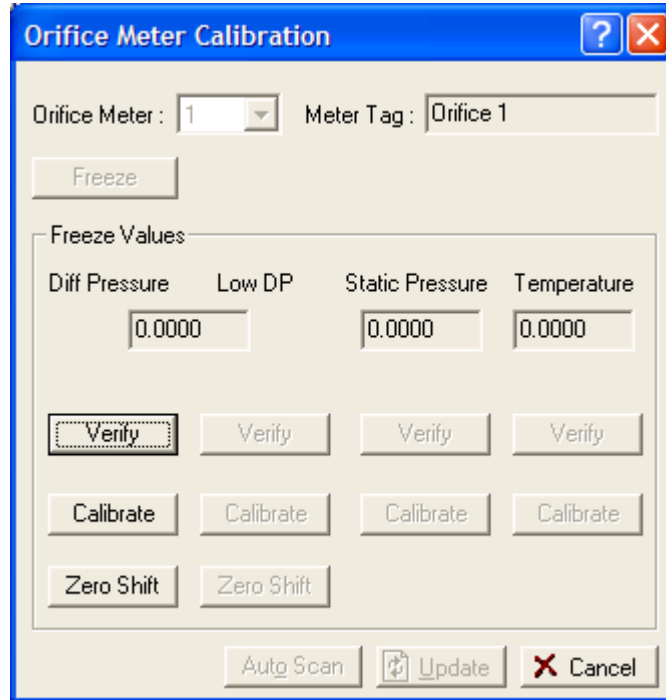 Orifice Meter Calibration
Orifice Meter : 1 Meter Tag : Orifice 1
Freeze
Freeze Values
Diff Pressure Low DP Static Pressure Temperature
0.0000 0.0000 0.0000
Verify Verify Verify Verify
Calibrate Calibrate Calibrate Calibrate
Zero Shift Zero Shift
Auto Scan Update Cancel